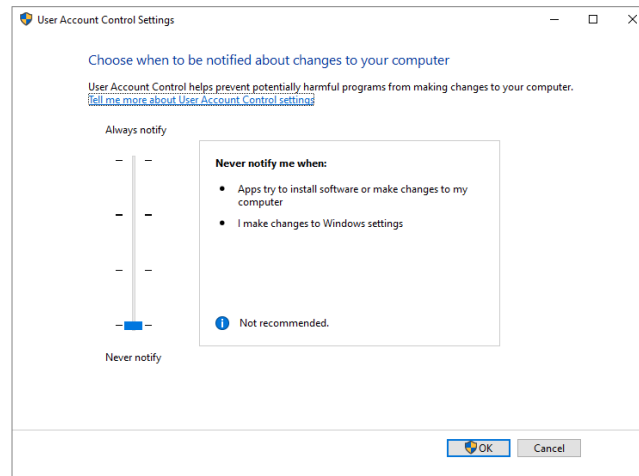 User Account Control Settings
Choose when to be notified about changes to your computer
User Account Control helps prevent potentially harmful programs from making changes to your computer.
Tell me more about User Account Control settings
Always notify
Never notify me when:
Apps try to install software or make changes to my
computer
I make changes to Windows settings
Not recommended.
Never notify
OK
Cancel